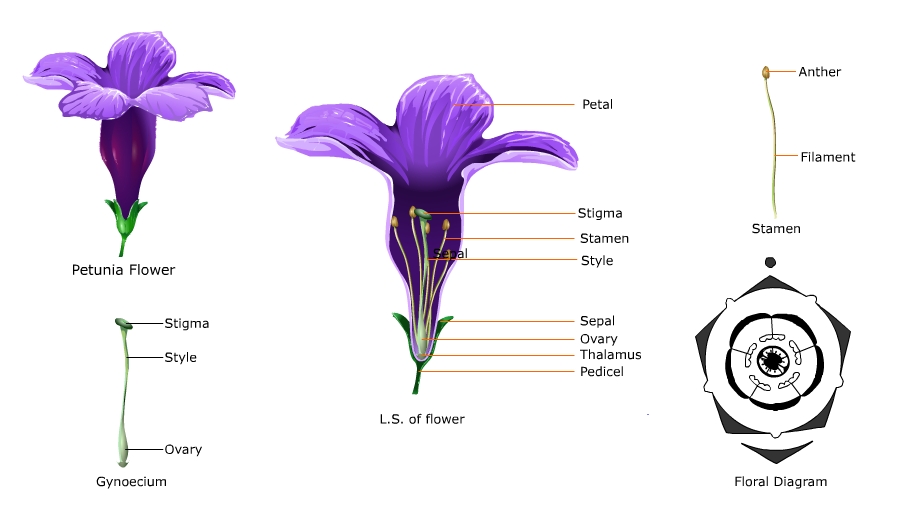 Petunia Flower
Stigma
Style
Ovary
Gynoecium
Petal
Stigma
Stamen
Sepal
Style
Sepal
Ovary
Thalamus
Pedicel
L.S. of flower
Anther
Filament
Stamen
Floral Diagram